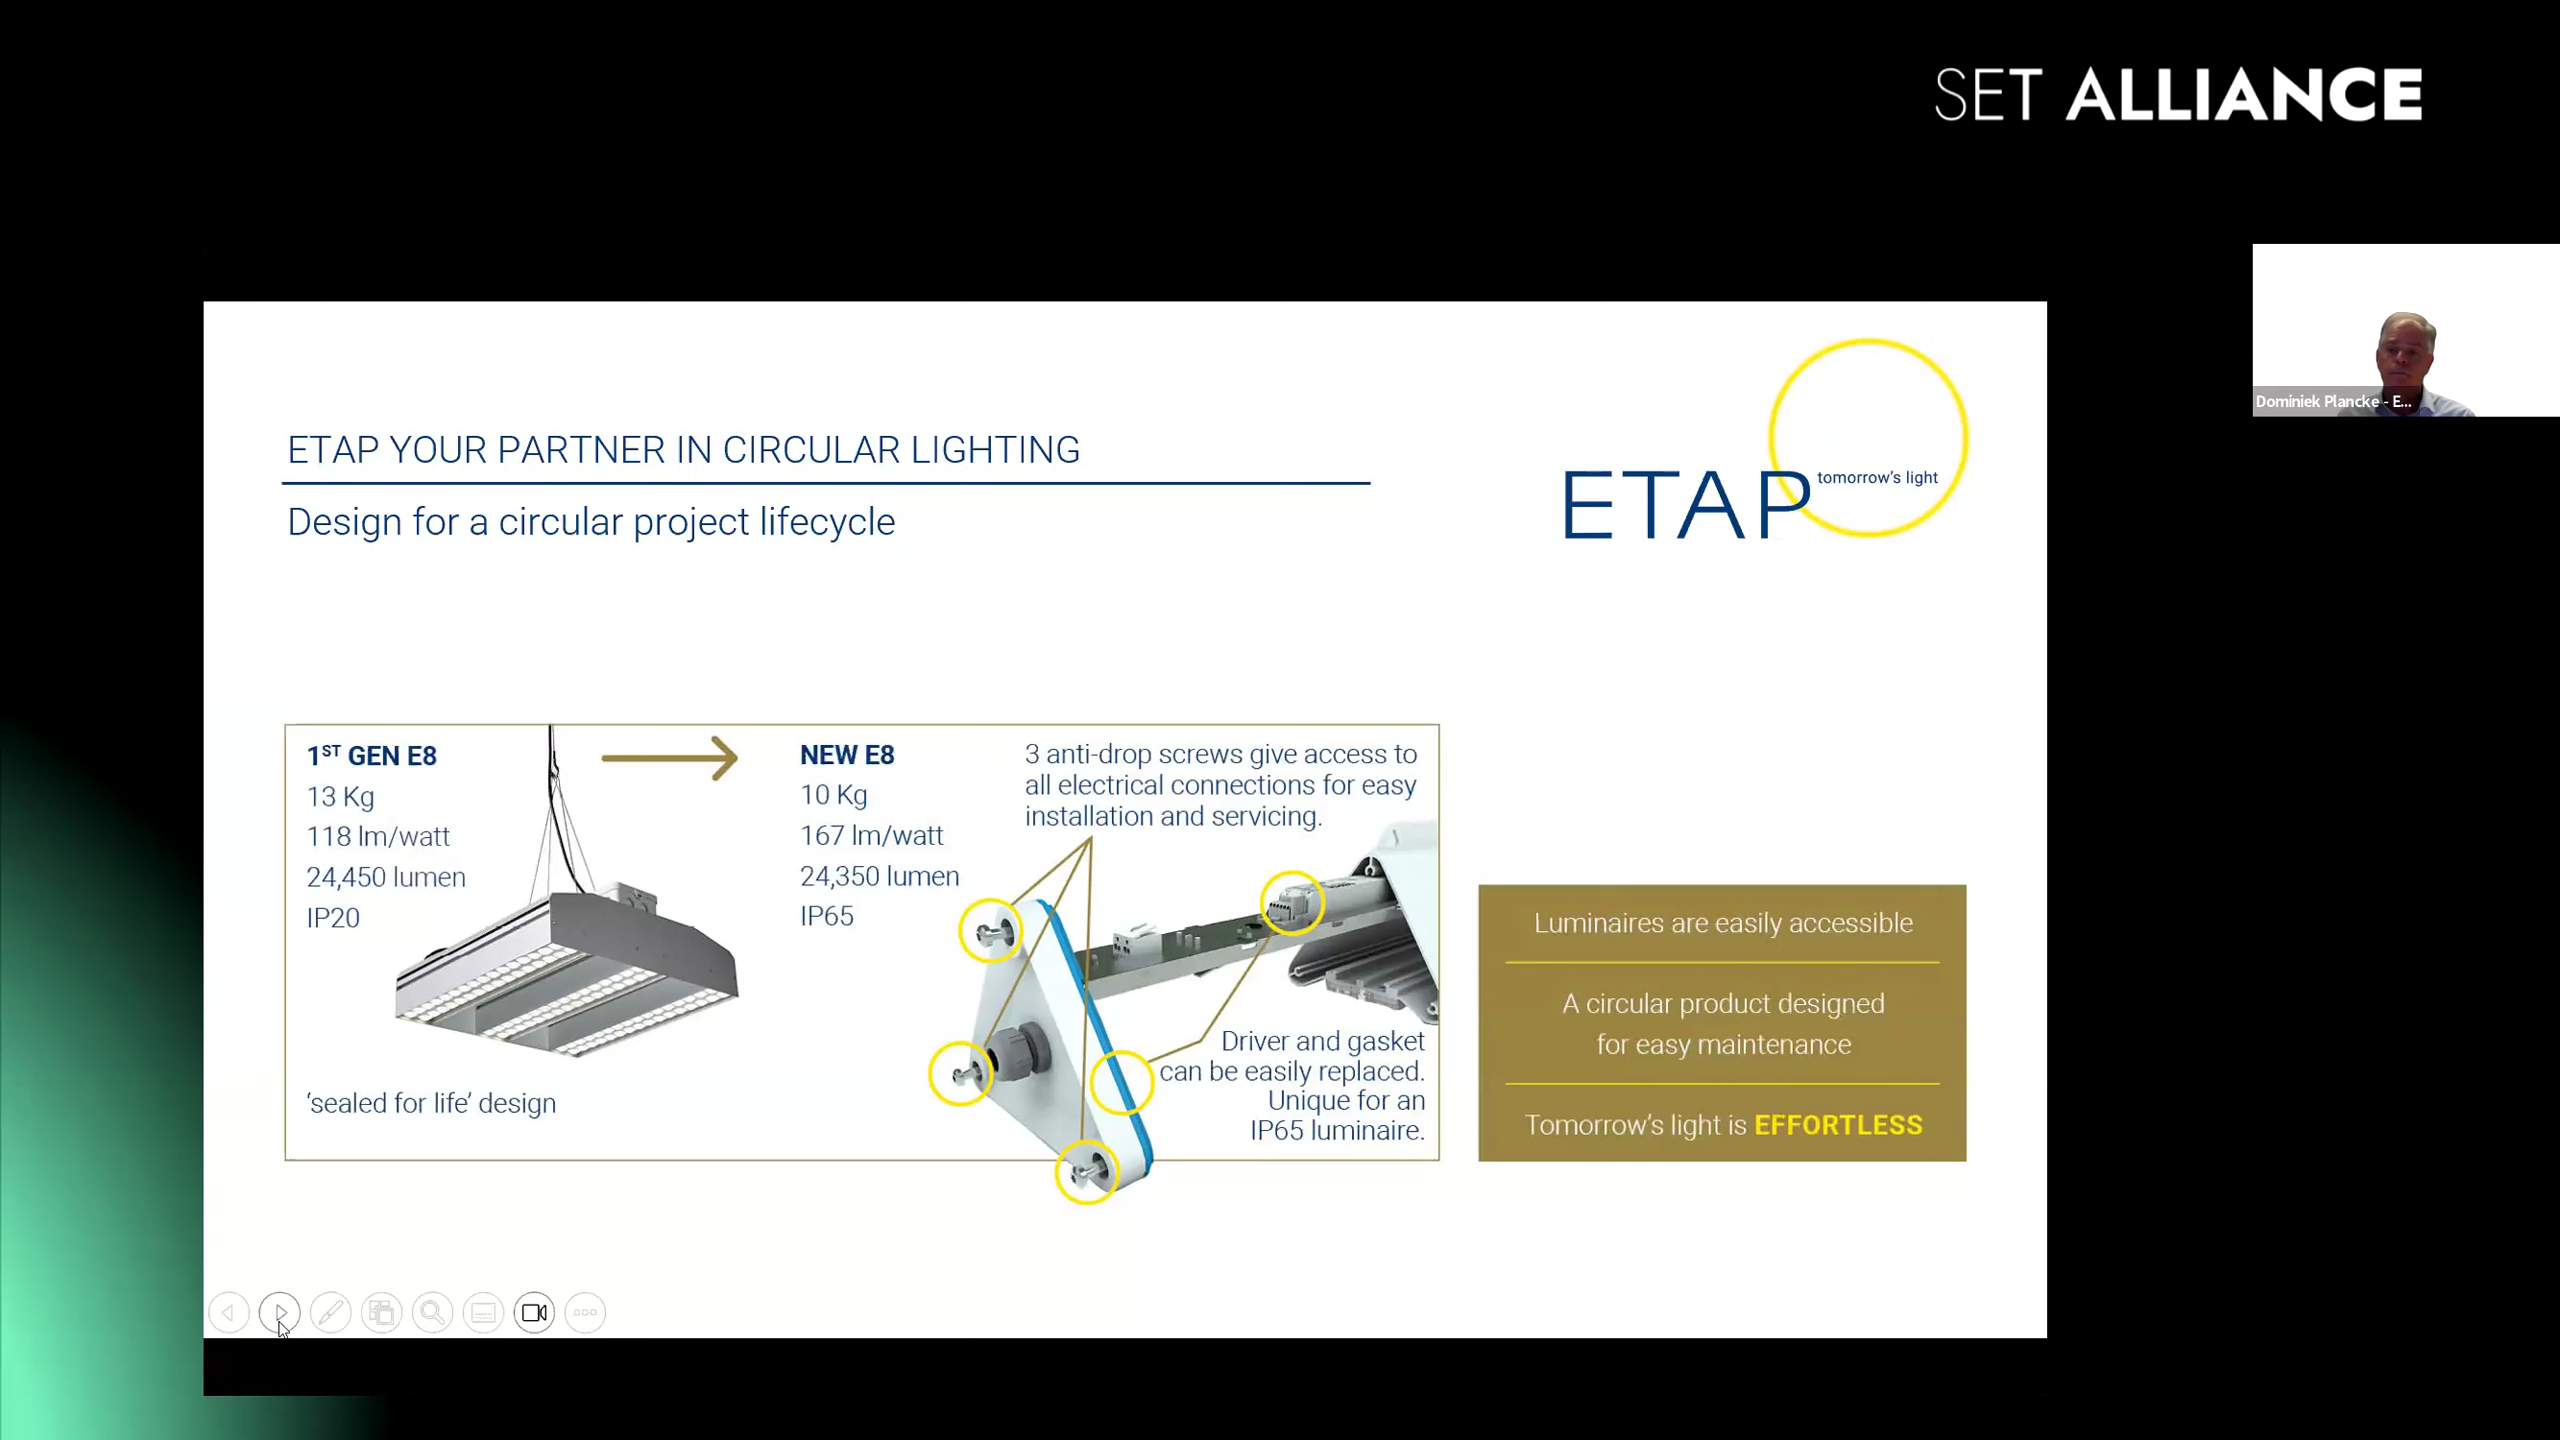 SET ALLIANCE
Dominiek Plancke - E...
ETAP YOUR PARTNER IN CIRCULAR LIGHTING
Design for a circular project lifecycle
ETAP tomorrow's light
1ST GEN E8
13 Kg
118 lm/watt
24,450 lumen
IP20
'sealed for life' design
NEW E8
10 Kg
167 lm/watt
24,350 lumen
IP65
3 anti-drop screws give access to
all electrical connections for easy
installation and servicing.
Driver and gasket
can be easily replaced.
Unique for an
IP65 luminaire.
Luminaires are easily accessible
A circular product designed
for easy maintenance
Tomorrow's light is EFFORTLESS